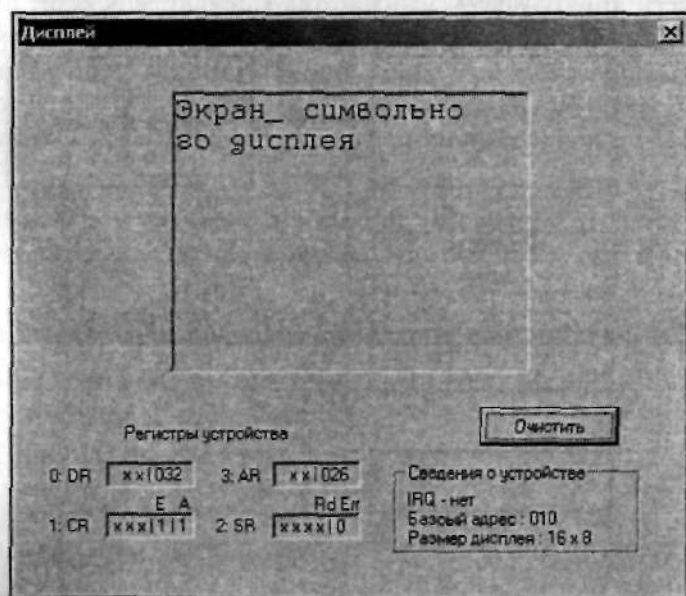 Дисплей
Экран_ символьно
го дисплея
Очистить
Регистры устройства
0: DR xx|032 3: AR xx|026
E A Rd Err
1: CR xxx|1|1 2: SR xxxx|0
Сведения о устройстве
IRQ - нет
Базовый адрес : 010
Размер дисплея : 16 x 8